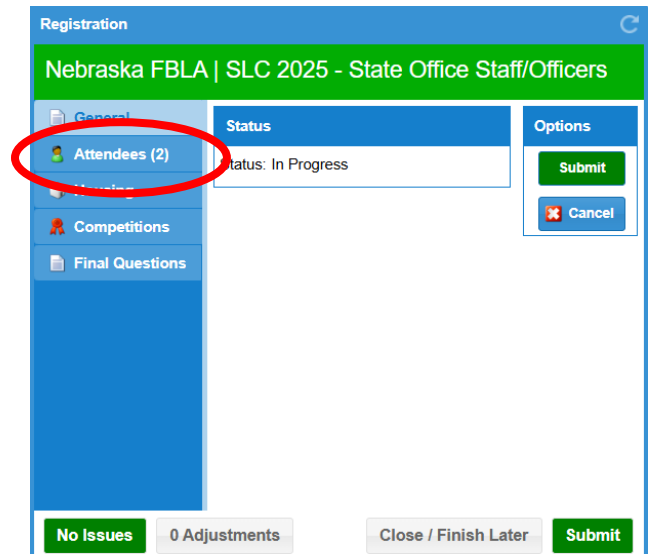 Registration
Nebraska FBLA | SLC 2025 - State Office Staff/Officers
General
Attendees (2)
Housing
Competitions
Final Questions
Status
Status: In Progress
Options
Submit
Cancel
No Issues
0 Adjustments
Close / Finish Later
Submit